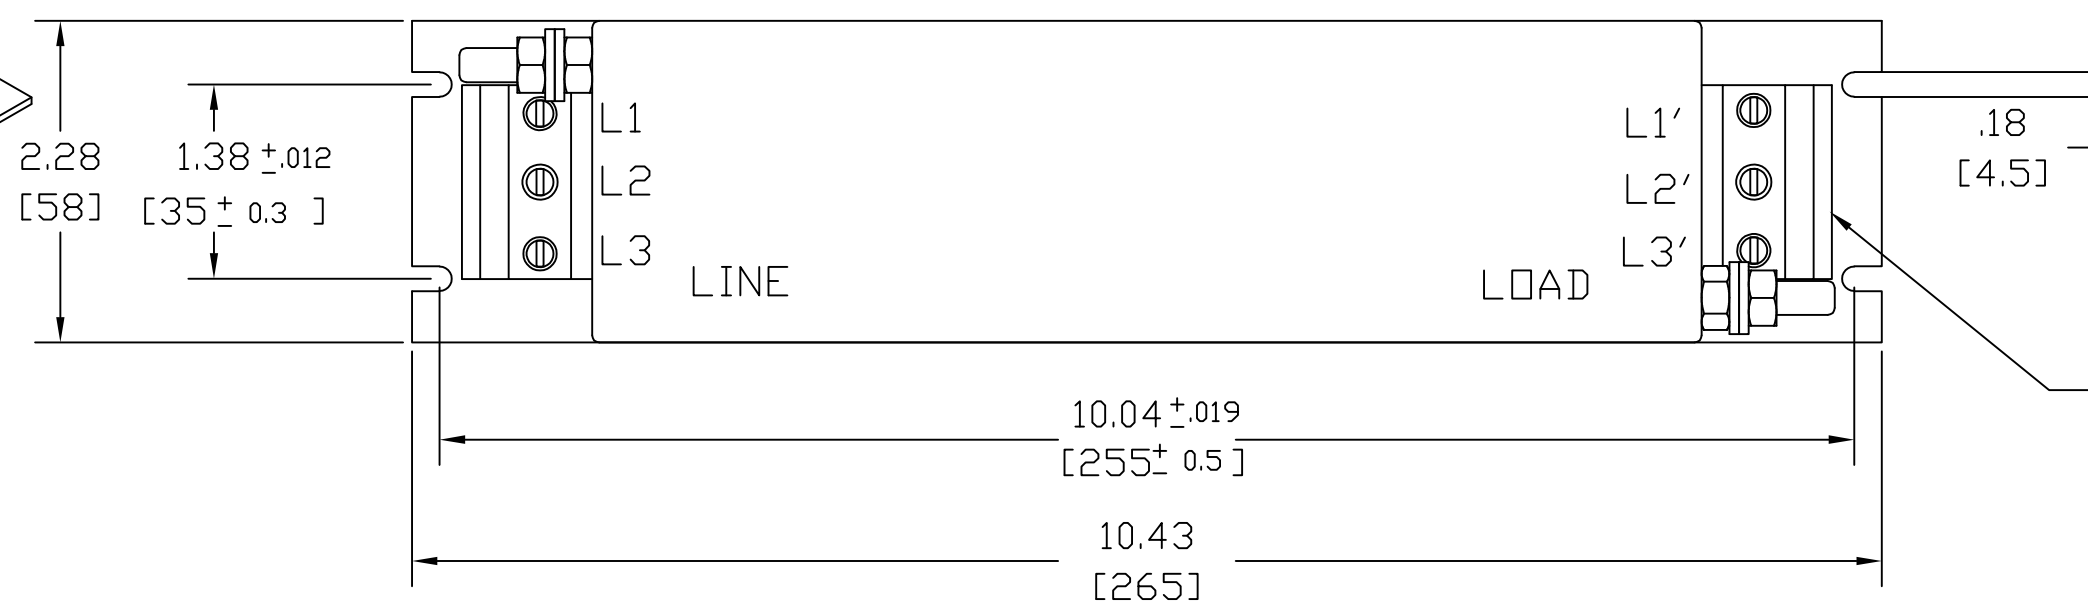 2.28
[58]
1.38 ±.012
[35± 0.3 ]
L1
L2
L3
LINE
LOAD
L1'
L2'
L3'
.18
[4.5]
10.04±.019
[255± 0.5 ]
10.43
[265]